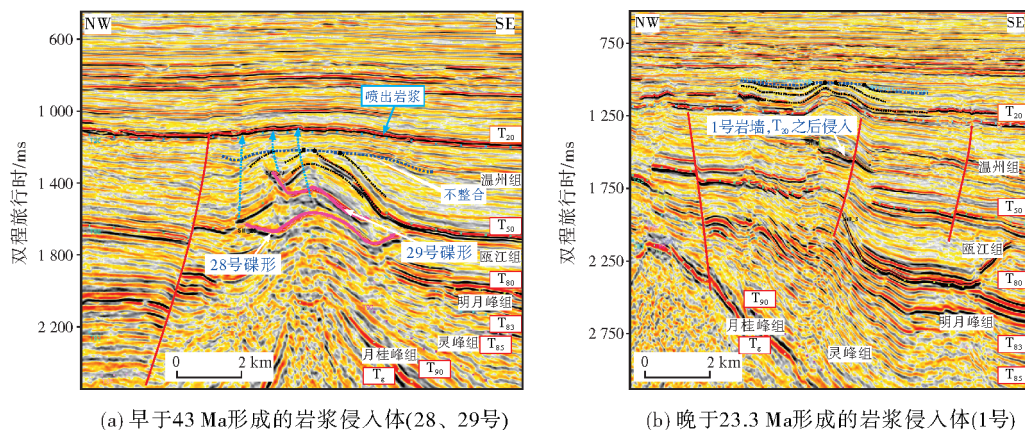 NW
SE
600
1 000
1 400
1 800
2 200
双程旅行时/ms
喷出岩浆
T20
温州组
不整合
T50
瓯江组
28号碟形
29号碟形
T80
明月峰组
T83
灵峰组
T85
月桂峰组
T90
Tg
0
2 km
(a) 早于43 Ma形成的岩浆侵入体(28、29号)
NW
SE
750
1 250
1 750
2 250
2 750
双程旅行时/ms
T20
1号岩墙,T20之后侵入
温州组
T50
瓯江组
T80
T90
月桂峰组
明月峰组
T83
Tg
灵峰组
T85
0
2 km
(b) 晚于23.3 Ma形成的岩浆侵入体(1号)